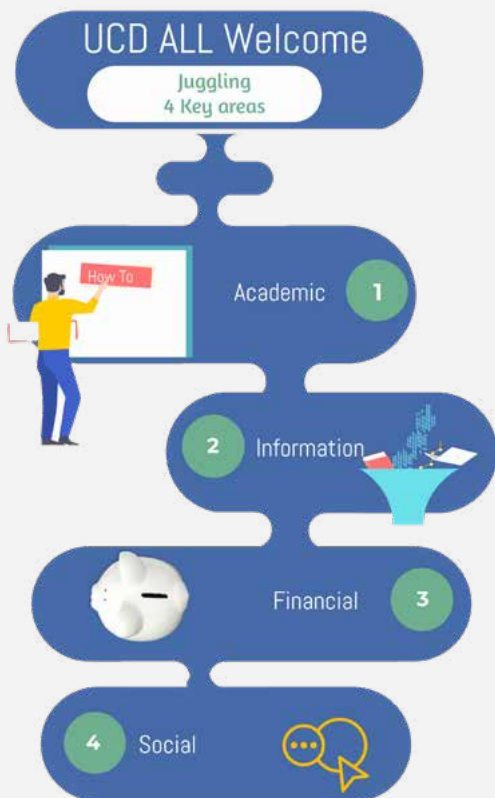 UCD ALL Welcome
Juggling
4 Key areas
How To
Academic
1
2
Information
Financial
3
4
Social